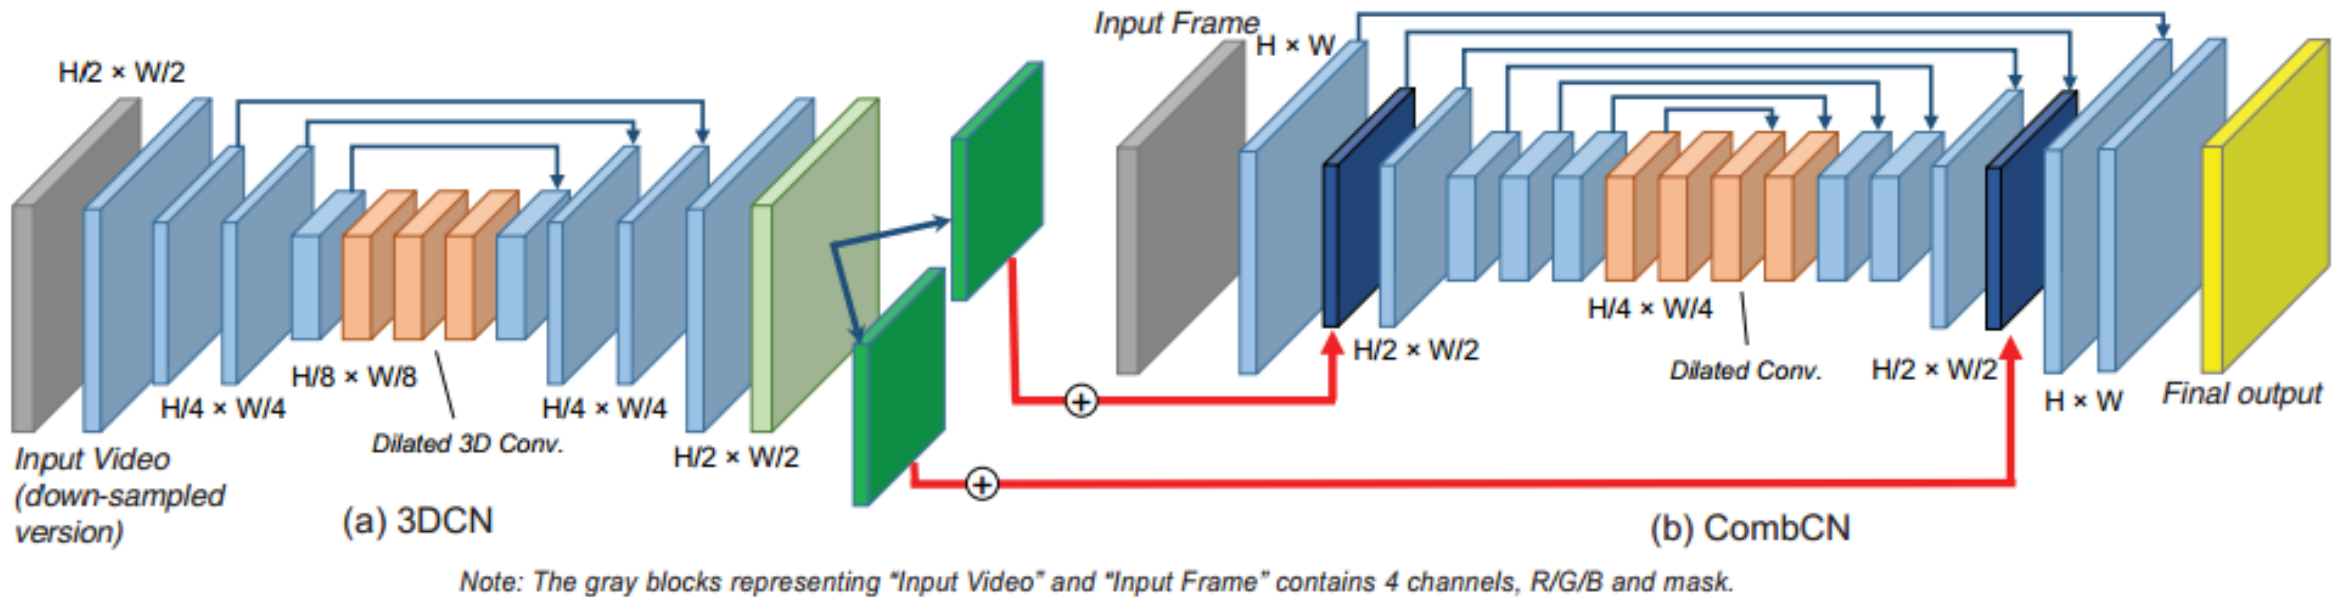 H/2 × W/2
H/4 × W/4
H/8 × W/8
Dilated 3D Conv.
H/4 × W/4
H/2 × W/2
Input Video
(down-sampled
version)
(a) 3DCN
Input Frame
H × W
H/2 × W/2
H/4 × W/4
Dilated Conv.
H/2 × W/2
H × W
Final output
+
+
(b) CombCN
Note: The gray blocks representing “Input Video” and “Input Frame” contains 4 channels, R/G/B and mask.